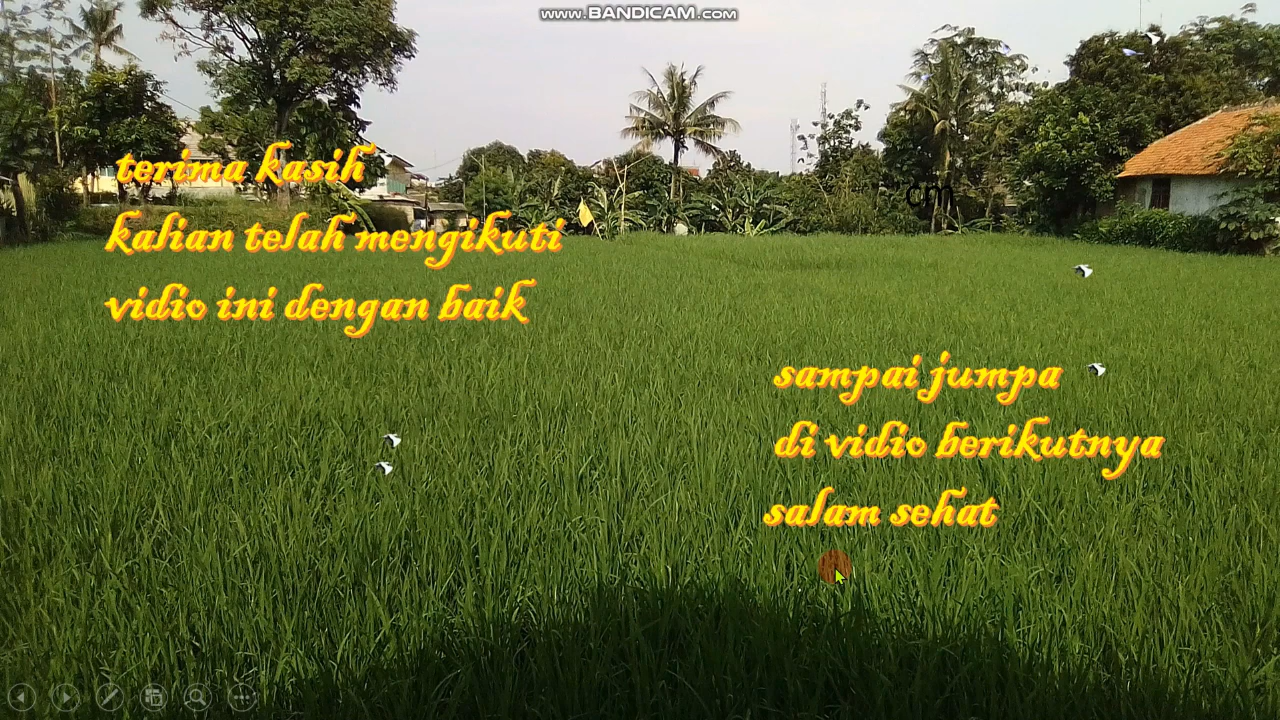 www.BANDICAM.com
terima kasih
cm
kalian telah mengikuti
vidio ini dengan baik
sampai jumpa
di vidio berikutnya
salam sehat